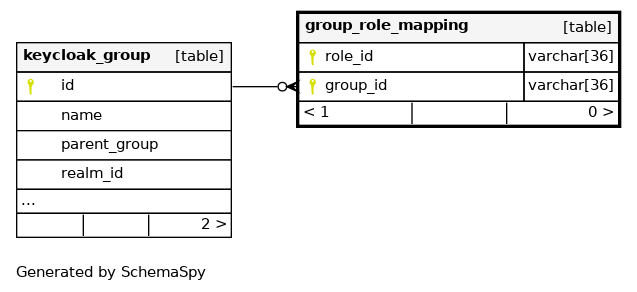 keycloak_group [table]
id
name
parent_group
realm_id
...
2 >
group_role_mapping [table]
role_id varchar[36]
group_id varchar[36]
< 1 0 >
Generated by SchemaSpy